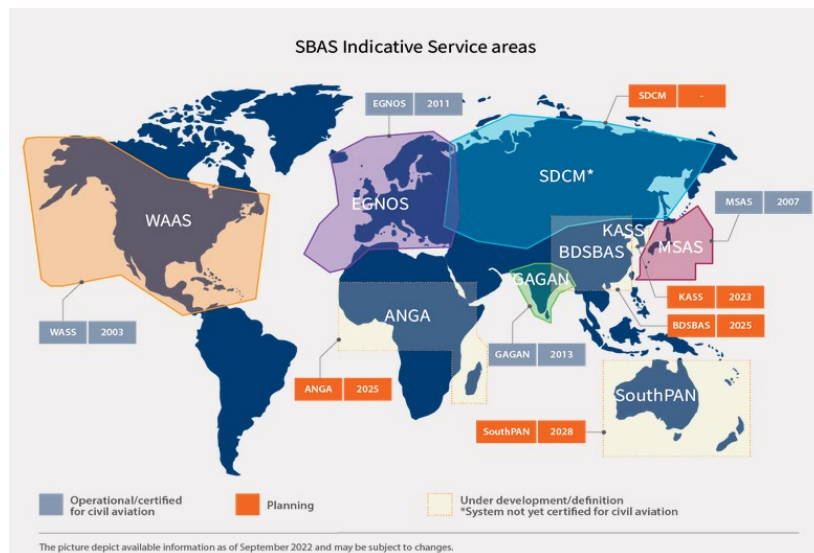 SBAS Indicative Service areas
EGNOS 2011
SDCM -
WAAS
EGNOS
SDCM*
MSAS 2007
KASS
MSAS
BDSBAS
GAGAN
KASS 2023
ANGA
BDSBAS 2025
WASS 2003
GAGAN 2013
ANGA 2025
SouthPAN
SouthPAN 2028
Operational/certified
for civil aviation
Planning
Under development/definition
*System not yet certified for civil aviation
The picture depict available information as of September 2022 and may be subject to changes.